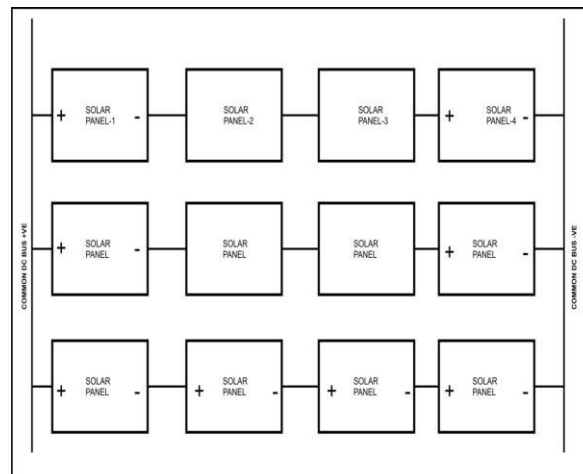 SOLAR
PANEL-1
SOLAR
PANEL-2
SOLAR
PANEL-3
SOLAR
PANEL-4
+ -
+ -
SOLAR
PANEL
SOLAR
PANEL
SOLAR
PANEL
SOLAR
PANEL
+ -
+ -
SOLAR
PANEL
SOLAR
PANEL
SOLAR
PANEL
SOLAR
PANEL
+ -
+ -
+ -
+ -
COMMON DC BUS +VE
COMMON DC BUS -VE